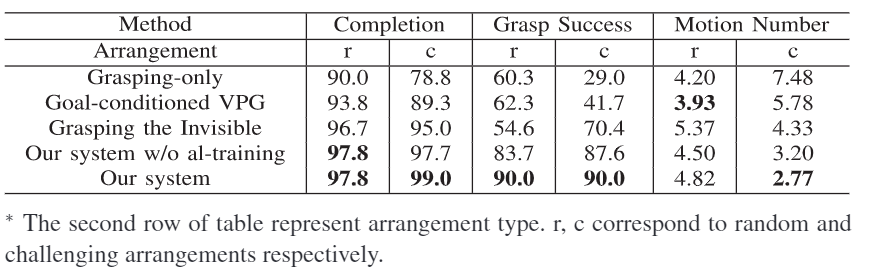 Method Completion Grasp Success Motion Number
Arrangement r c r c r c
Grasping-only 90.0 78.8 60.3 29.0 4.20 7.48
Goal-conditioned VPG 93.8 89.3 62.3 41.7 3.93 5.78
Grasping the Invisible 96.7 95.0 54.6 70.4 5.37 4.33
Our system w/o al-training 97.8 97.7 83.7 87.6 4.50 3.20
Our system 97.8 99.0 90.0 90.0 4.82 2.77
* The second row of table represent arrangement type. r, c correspond to random and
challenging arrangements respectively.